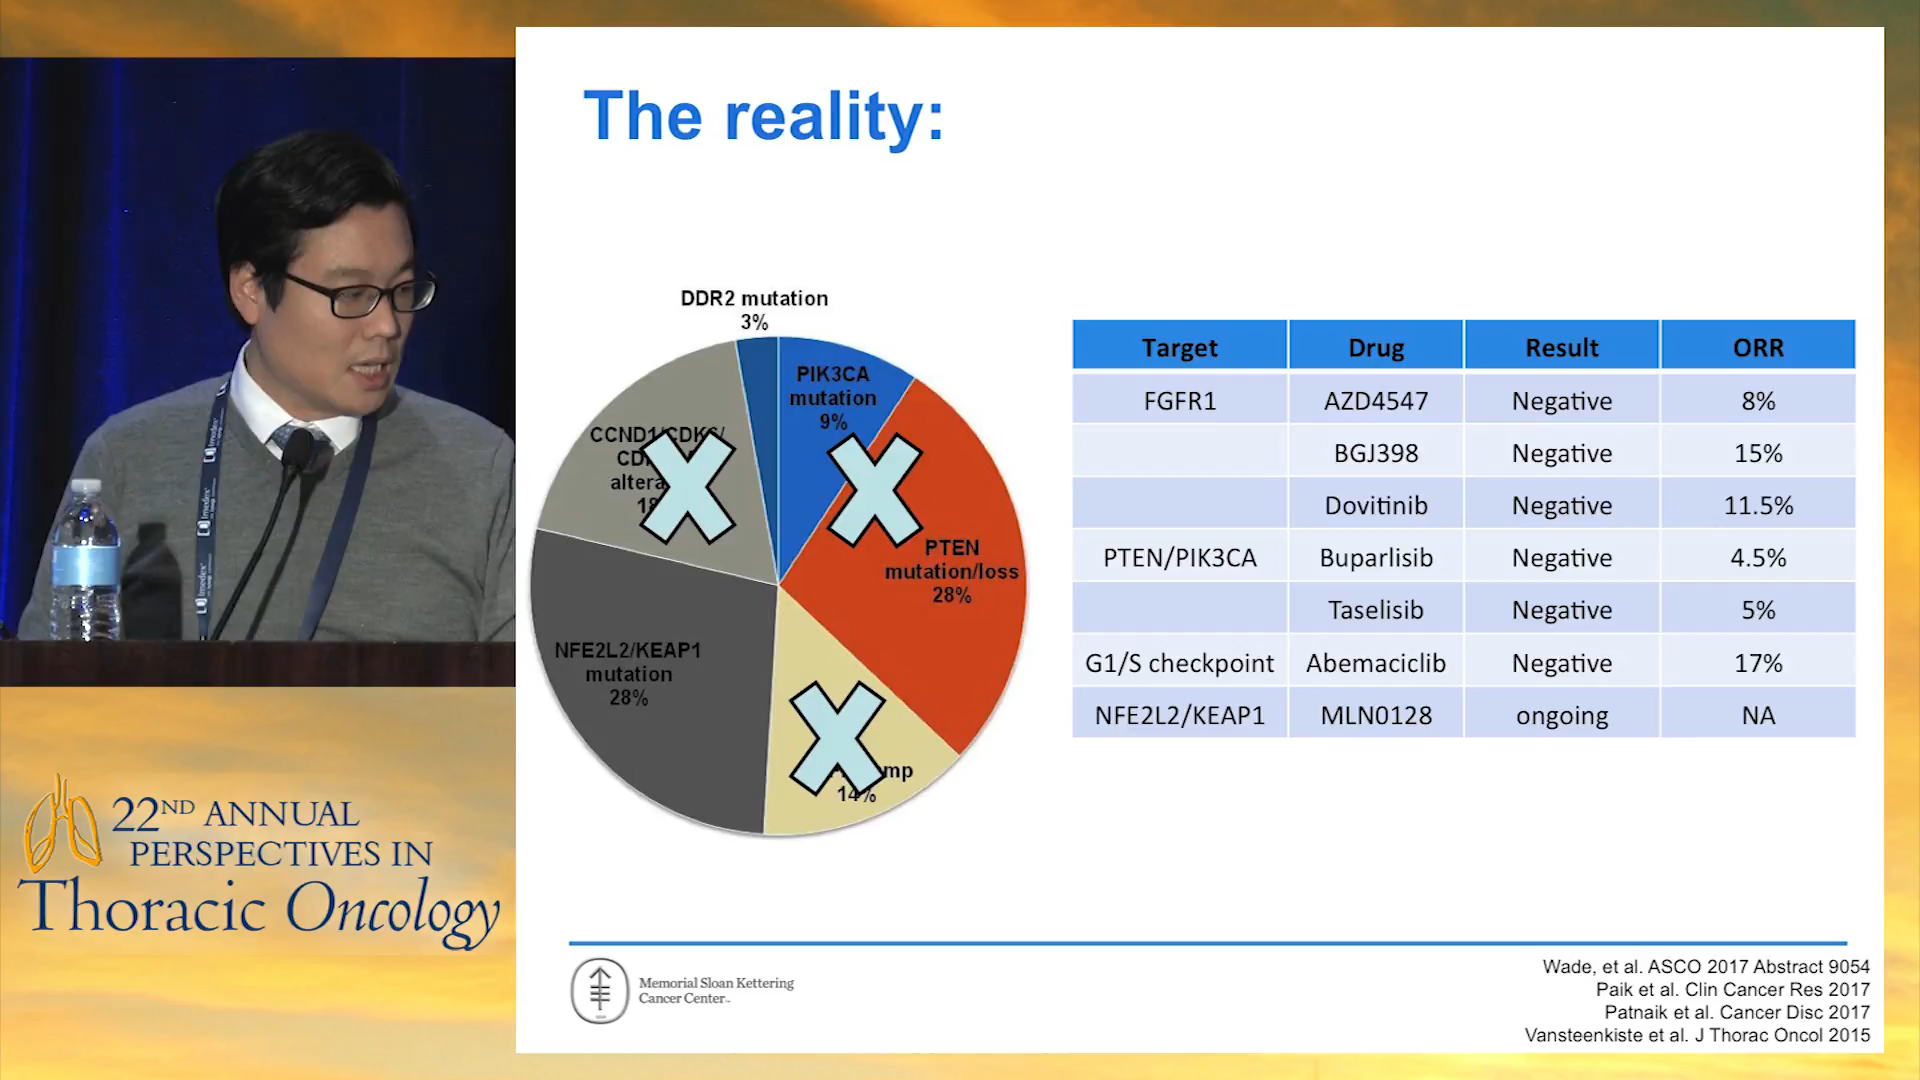 The reality:
DDR2 mutation
3%
PIK3CA
mutation
9%
PTEN
mutation/loss
28%
14%
NFE2L2/KEAP1
mutation
28%
Target Drug Result ORR
FGFR1 AZD4547 Negative 8%
BGJ398 Negative 15%
Dovitinib Negative 11.5%
PTEN/PIK3CA Buparlisib Negative 4.5%
Taselisib Negative 5%
G1/S checkpoint Abemaciclib Negative 17%
NFE2L2/KEAP1 MLN0128 ongoing NA
22ND ANNUAL
PERSPECTIVES IN
Thoracic Oncology
Memorial Sloan Kettering
Cancer Center
Wade, et al. ASCO 2017 Abstract 9054
Paik et al. Clin Cancer Res 2017
Patnaik et al. Cancer Disc 2017
Vansteenkiste et al. J Thorac Oncol 2015
imedex
imedex
imedex